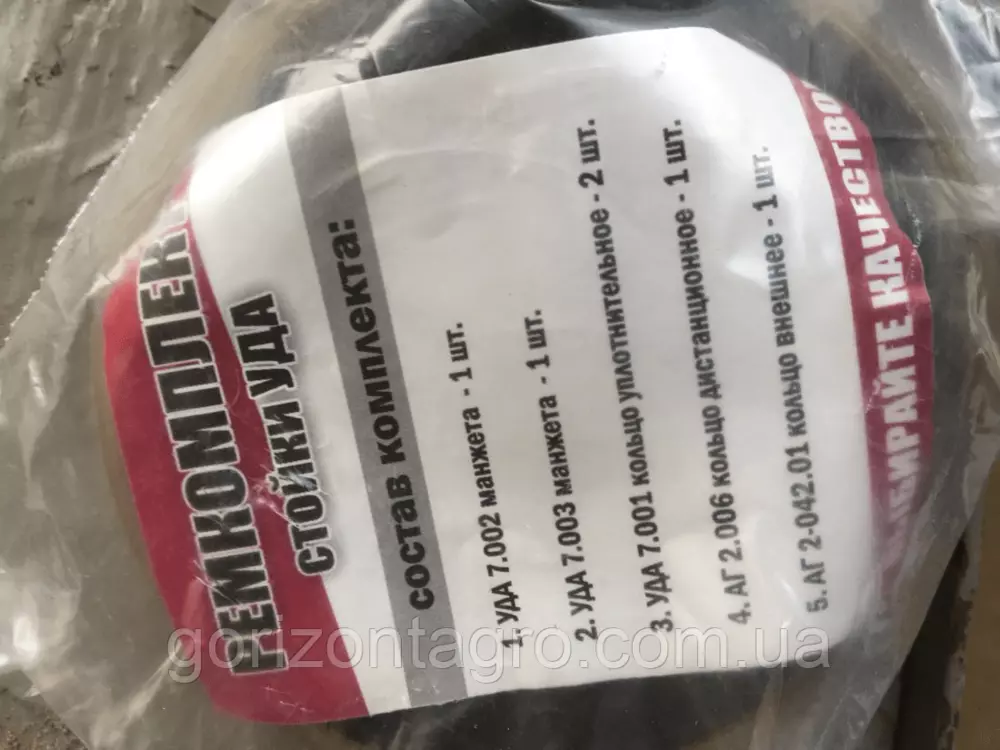 РЕМКОМПЛЕК
СТОЙКИ УДА
состав комплекта:
1. УДА 7.002 манжета - 1 шт.
2. УДА 7.003 манжета - 1 шт.
3. УДА 7.001 кольцо уплотнительное - 2 шт.
4. АГ 2.006 кольцо дистанционное - 1 шт.
5. АГ 2-042.01 кольцо внешнее - 1 шт.
ВЫБИРАЙТЕ КАЧЕСТВО
gorizontagro.com.ua